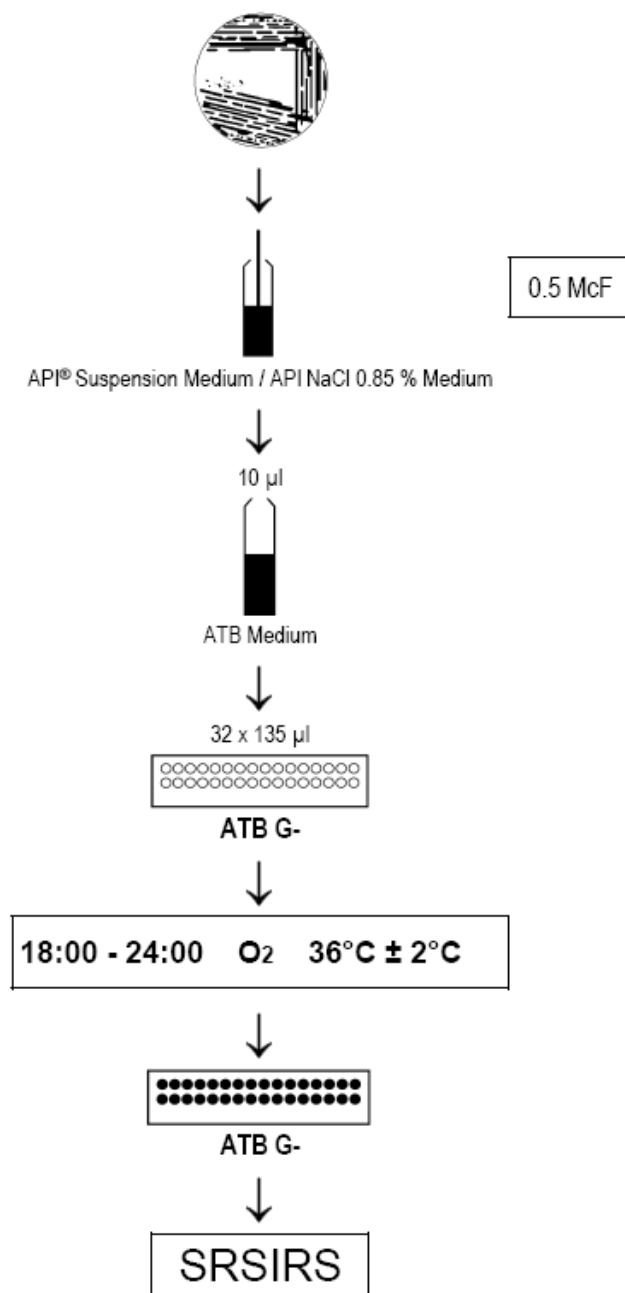 0.5 McF
API® Suspension Medium / API NaCl 0.85 % Medium
10 µl
ATB Medium
32 x 135 µl
ATB G-
18:00 - 24:00 O2 36°C ± 2°C
ATB G-
SRSIRS